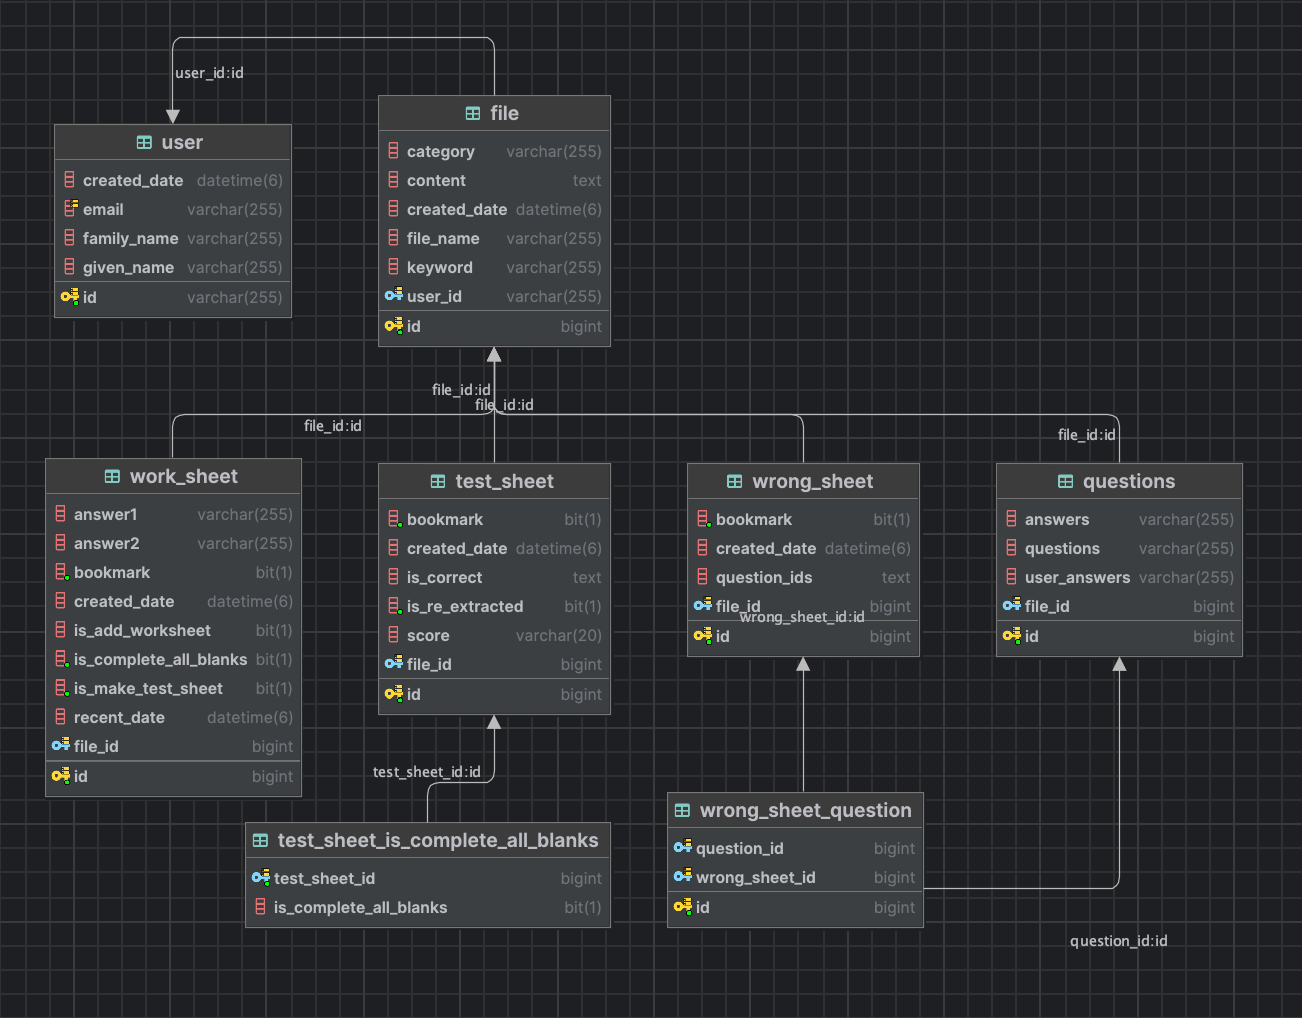 user_id:id
user
created_date datetime(6)
email varchar(255)
family_name varchar(255)
given_name varchar(255)
id varchar(255)
file
category varchar(255)
content text
created_date datetime(6)
file_name varchar(255)
keyword varchar(255)
user_id varchar(255)
id bigint
file_id:id
file_id:id
file_id:id
file_id:id
work_sheet
answer1 varchar(255)
answer2 varchar(255)
bookmark bit(1)
created_date datetime(6)
is_add_worksheet bit(1)
is_complete_all_blanks bit(1)
is_make_test_sheet bit(1)
recent_date datetime(6)
file_id bigint
id bigint
test_sheet
bookmark bit(1)
created_date datetime(6)
is_correct text
is_re_extracted bit(1)
score varchar(20)
file_id bigint
id bigint
wrong_sheet
bookmark bit(1)
created_date datetime(6)
question_ids text
file_id bigint
wrong_sheet_id:id
id bigint
questions
answers varchar(255)
questions varchar(255)
user_answers varchar(255)
file_id bigint
id bigint
test_sheet_id:id
test_sheet_is_complete_all_blanks
test_sheet_id bigint
is_complete_all_blanks bit(1)
wrong_sheet_question
question_id bigint
wrong_sheet_id bigint
id bigint
question_id:id